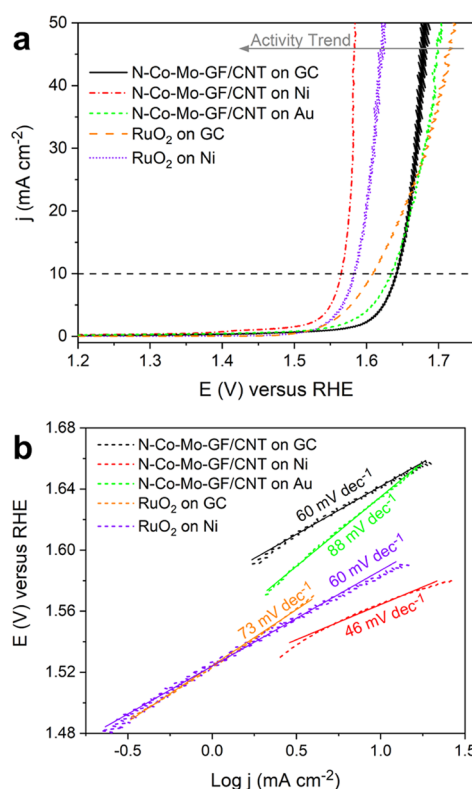 a
Activity Trend
N-Co-Mo-GF/CNT on GC
N-Co-Mo-GF/CNT on Ni
N-Co-Mo-GF/CNT on Au
RuO₂ on GC
RuO₂ on Ni
j (mA cm⁻²)
50
40
30
20
10
0
1.2
1.3
1.4
1.5
1.6
1.7
E (V) versus RHE
b
N-Co-Mo-GF/CNT on GC
N-Co-Mo-GF/CNT on Ni
N-Co-Mo-GF/CNT on Au
RuO₂ on GC
RuO₂ on Ni
60 mV dec⁻¹
88 mV dec⁻¹
73 mV dec⁻¹
60 mV dec⁻¹
46 mV dec⁻¹
E (V) versus RHE
1.68
1.64
1.60
1.56
1.52
1.48
-0.5
0.0
0.5
1.0
1.5
Log j (mA cm⁻²)